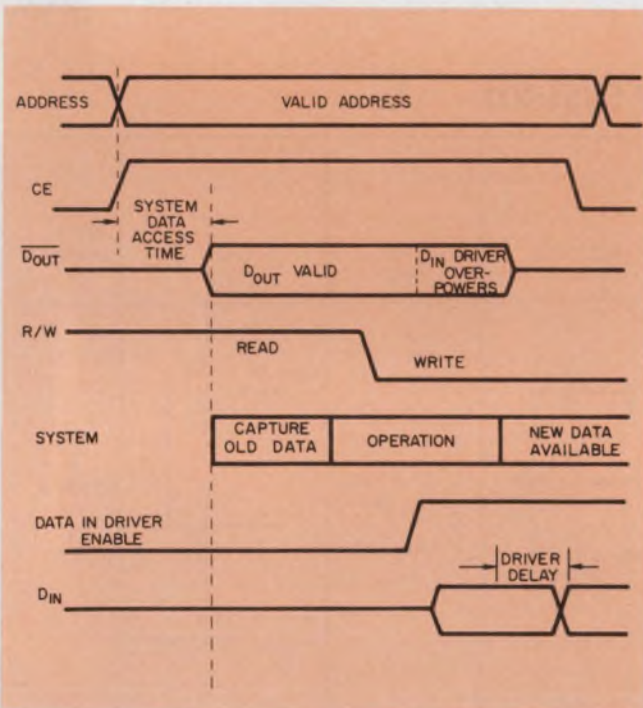 ADDRESS
VALID ADDRESS
CE
SYSTEM
DATA
ACCESS
TIME
DOUT
DOUT VALID
DIN DRIVER
OVER-
POWERS
R/W
READ
WRITE
SYSTEM
CAPTURE
OLD DATA
OPERATION
NEW DATA
AVAILABLE
DATA IN DRIVER
ENABLE
DRIVER
DELAY
DIN